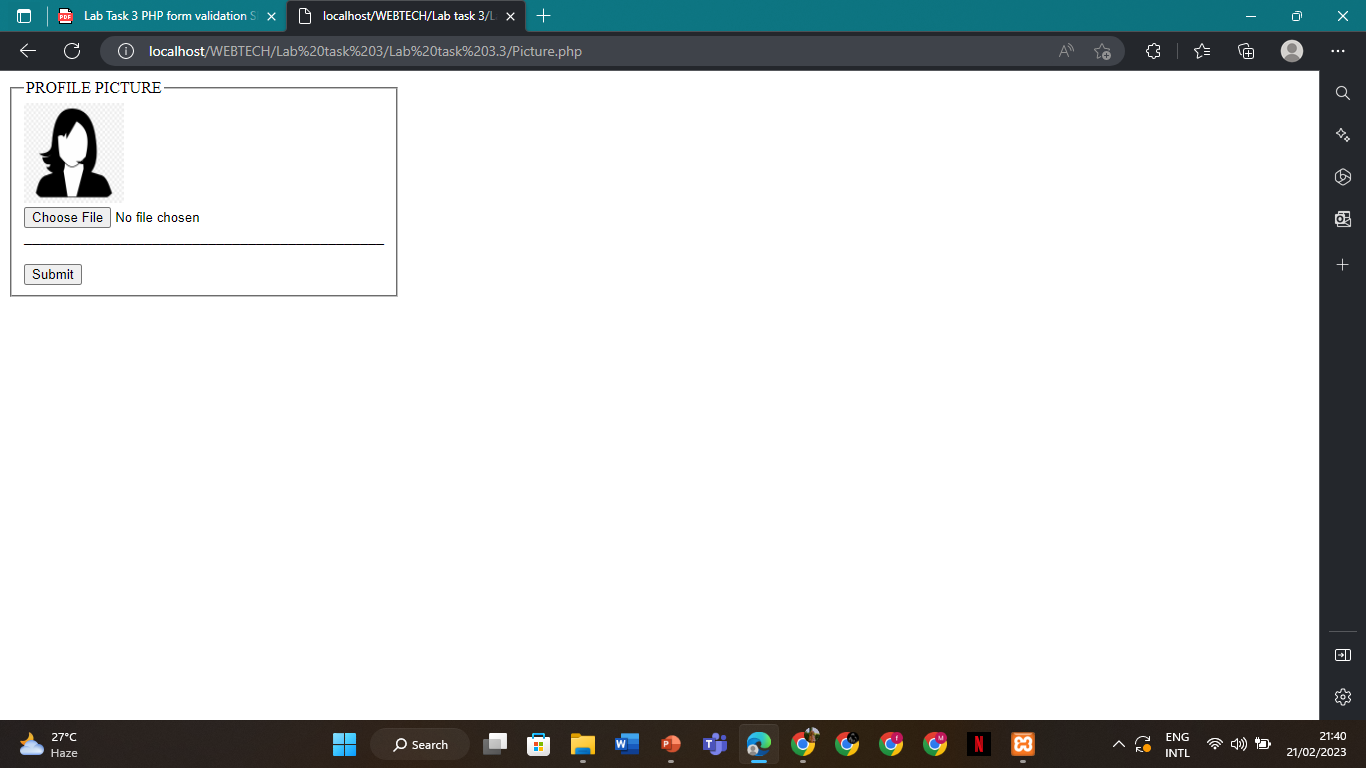 Lab Task 3 PHP form validation S
localhost/WEBTECH/Lab task 3/L
localhost/WEBTECH/Lab%20task%203/Lab%20task%203.3/Picture.php
PROFILE PICTURE
Choose File No file chosen
Submit
27°C
Haze
Search
ENG
INTL
21:40
21/02/2023